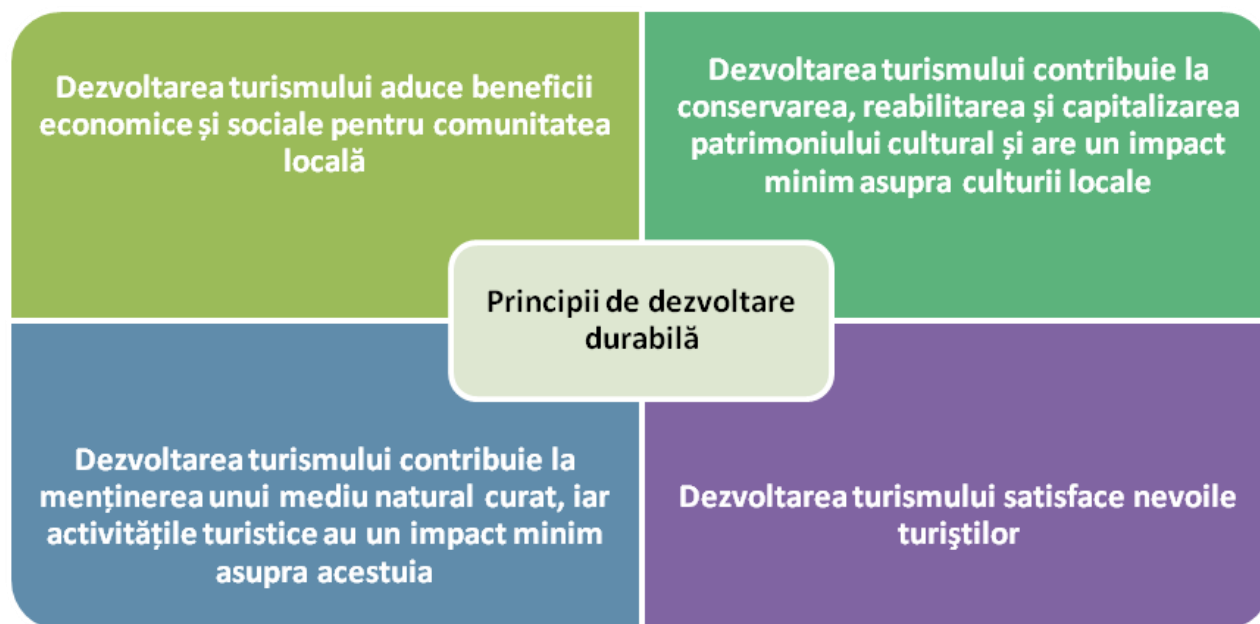 Dezvoltarea turismului aduce beneficii
economice și sociale pentru comunitatea
locală
Dezvoltarea turismului contribuie la
conservarea, reabilitarea și capitalizarea
patrimoniului cultural și are un impact
minim asupra culturii locale
Principii de dezvoltare
durabilă
Dezvoltarea turismului contribuie la
menținerea unui mediu natural curat, iar
activitățile turistice au un impact minim
asupra acestuia
Dezvoltarea turismului satisface nevoile
turiştilor